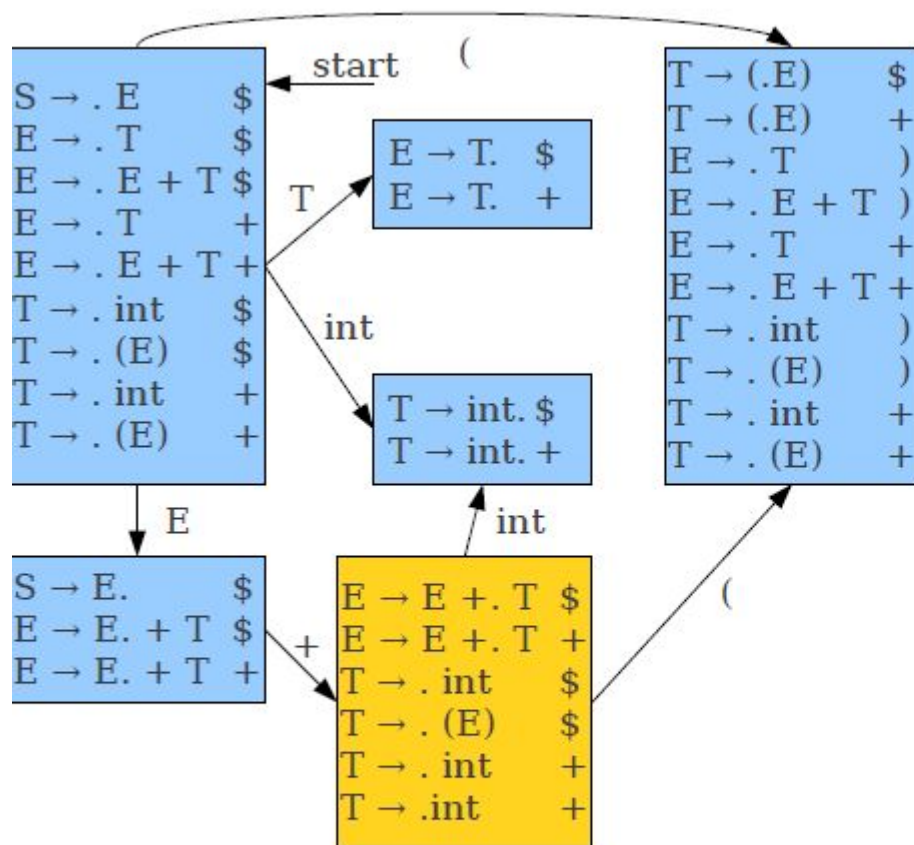 (
start
S → . E $
E → . T $
E → . E + T $
E → . T +
E → . E + T +
T → . int $
T → . (E) $
T → . int +
T → . (E) +
T
E → T. $
E → T. +
int
T → int. $
T → int. +
T → (.E) $
T → (.E) +
E → . T )
E → . E + T )
E → . T +
E → . E + T +
T → . int )
T → . (E) )
T → . int +
T → . (E) +
E
int
(
S → E. $
E → E. + T $
E → E. + T +
+
E → E +. T $
E → E +. T +
T → . int $
T → . (E) $
T → . int +
T → .int +